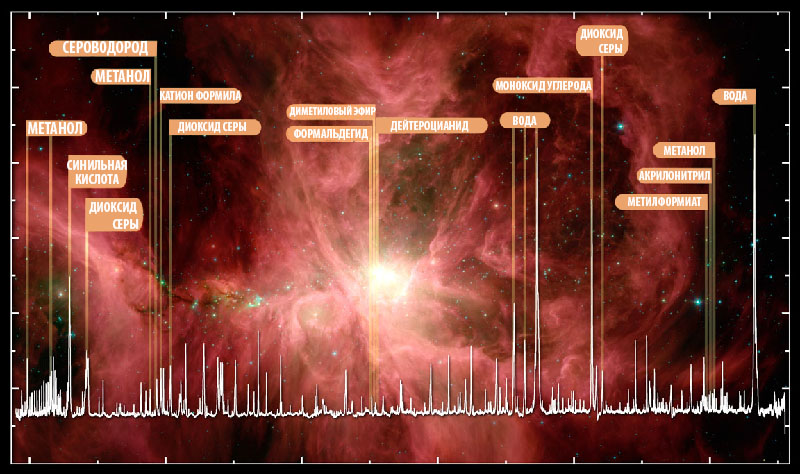 СЕРОВОДОРОД
МЕТАНОЛ
КАТИОН ФОРМИЛА
МЕТАНОЛ
ДИОКСИД СЕРЫ
СИНИЛЬНАЯ
КИСЛОТА
ДИОКСИД
СЕРЫ
ДИМЕТИЛОВЫЙ ЭФИР
ФОРМАЛЬДЕГИД
ДЕЙТЕРОЦИАНИД
ДИОКСИД
СЕРЫ
МОНОКСИД УГЛЕРОДА
ВОДА
ВОДА
МЕТАНОЛ
АКРИЛОНИТРИЛ
МЕТИЛФОРМИАТ